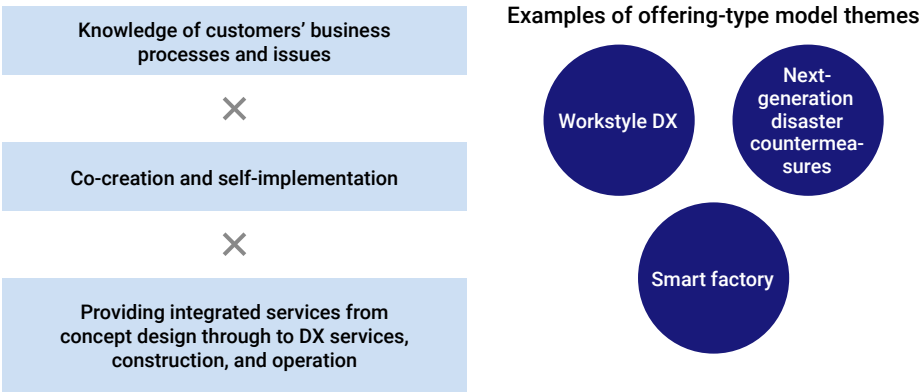 Knowledge of customers’ business
processes and issues
×
Co-creation and self-implementation
×
Providing integrated services from
concept design through to DX services,
construction, and operation
Examples of offering-type model themes
Workstyle DX
Next-
generation
disaster
countermea-
sures
Smart factory